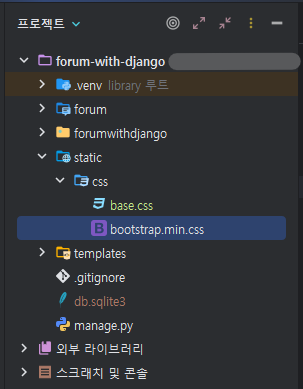 프로젝트
forum-with-django
.venv library 루트
forum
forumwithdjango
static
css
base.css
bootstrap.min.css
templates
.gitignore
db.sqlite3
manage.py
외부 라이브러리
스크래치 및 콘솔